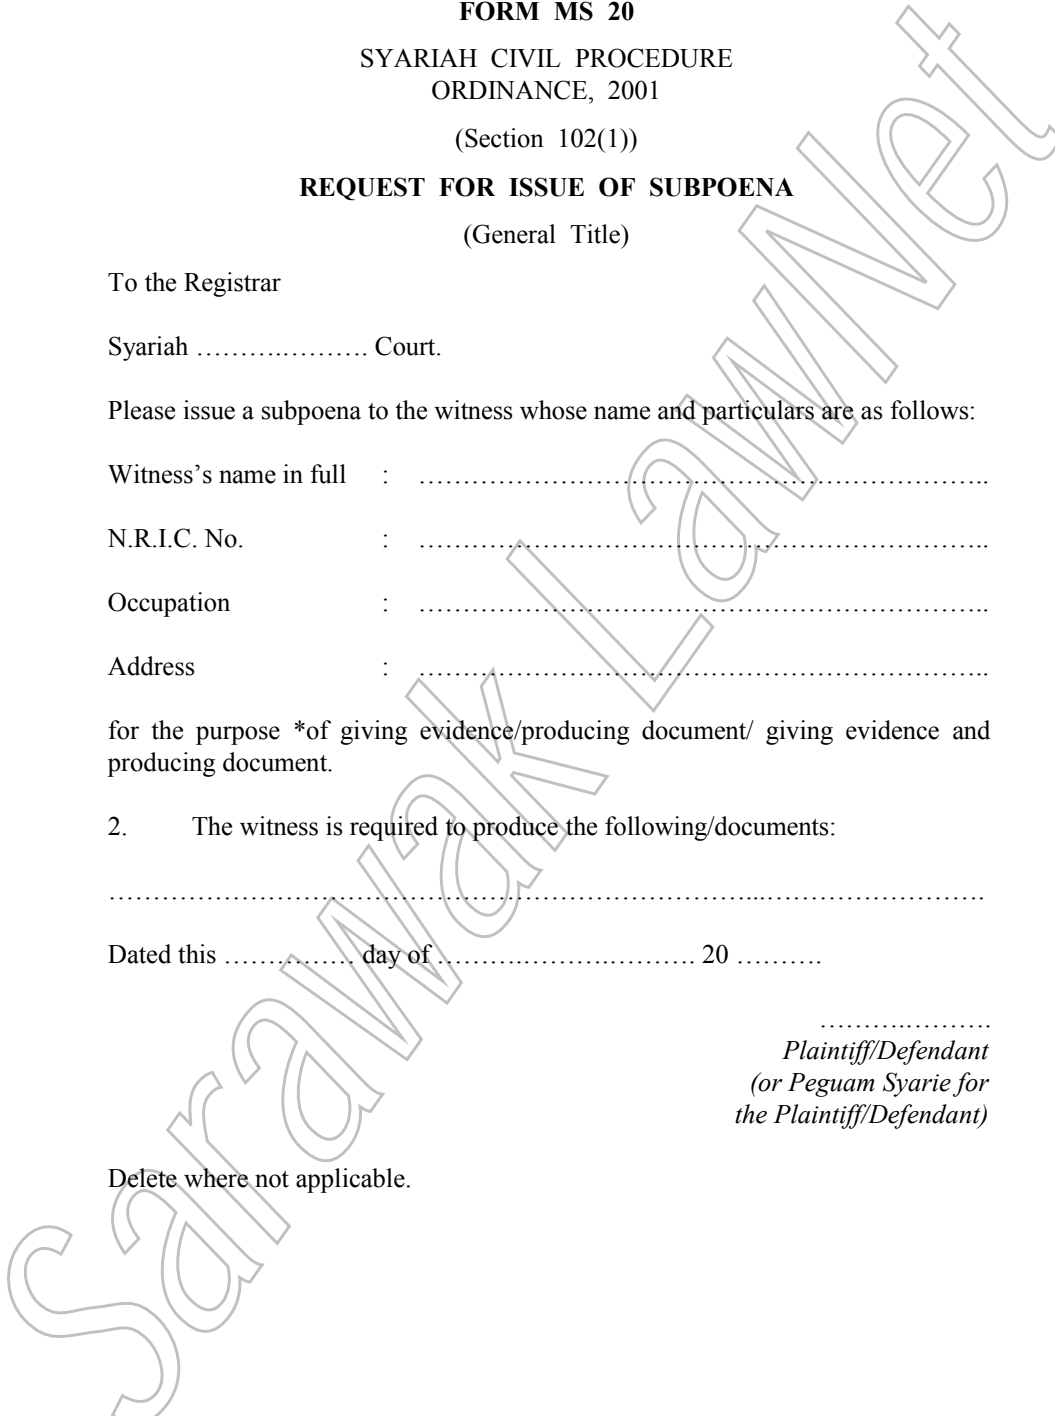 FORM MS 20
SYARIAH CIVIL PROCEDURE
ORDINANCE, 2001
(Section 102(1))
REQUEST FOR ISSUE OF SUBPOENA
(General Title)
To the Registrar
Syariah ……….………. Court.
Please issue a subpoena to the witness whose name and particulars are as follows:
Witness’s name in full : ………………………………………………………..
N.R.I.C. No. : ………………………………………………………..
Occupation : ………………………………………………………..
Address : ………………………………………………………..
for the purpose *of giving evidence/producing document/ giving evidence and
producing document.
2. The witness is required to produce the following/documents:
………………………………………………………………...…………………….
Dated this …………… day of ……….……….………. 20 ……….
……….……….
Plaintiff/Defendant
(or Peguam Syarie for
the Plaintiff/Defendant)
Delete where not applicable.
Sarawak LawNet